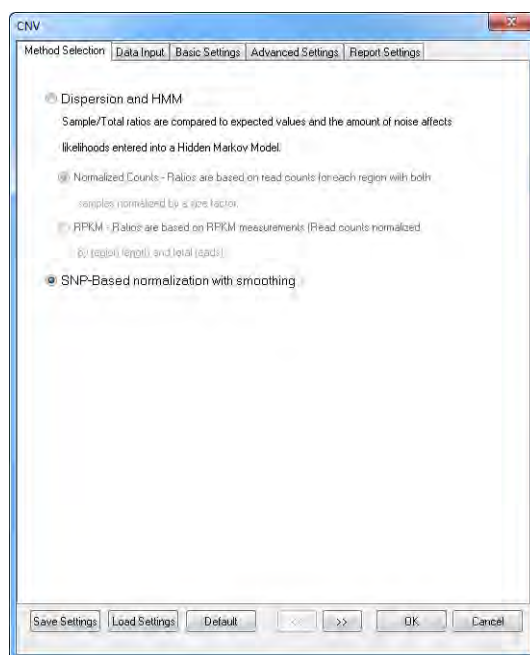 CNV
Method Selection Data Input Basic Settings Advanced Settings Report Settings
Dispersion and HMM
Sample/Total ratios are compared to expected values and the amount of noise affects
likelihoods entered into a Hidden Markov Model.
Normalized Counts - Ratios are based on read counts for each region with both
samples normalized by a size factor.
RPKM - Ratios are based on RPKM measurements (Read counts normalized
by region length and total reads)
SNP-Based normalization with smoothing
Save Settings Load Settings Default < >> OK Cancel